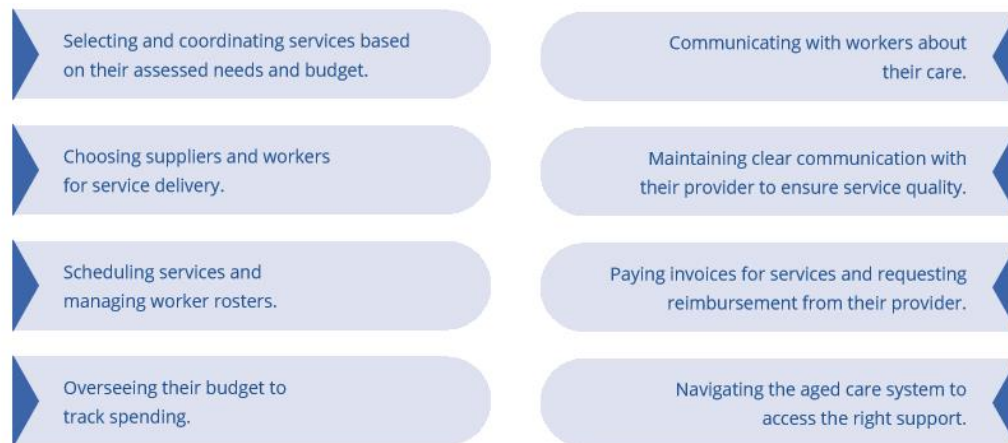 Selecting and coordinating services based
on their assessed needs and budget.
Choosing suppliers and workers
for service delivery.
Scheduling services and
managing worker rosters.
Overseeing their budget to
track spending.
Communicating with workers about
their care.
Maintaining clear communication with
their provider to ensure service quality.
Paying invoices for services and requesting
reimbursement from their provider.
Navigating the aged care system to
access the right support.